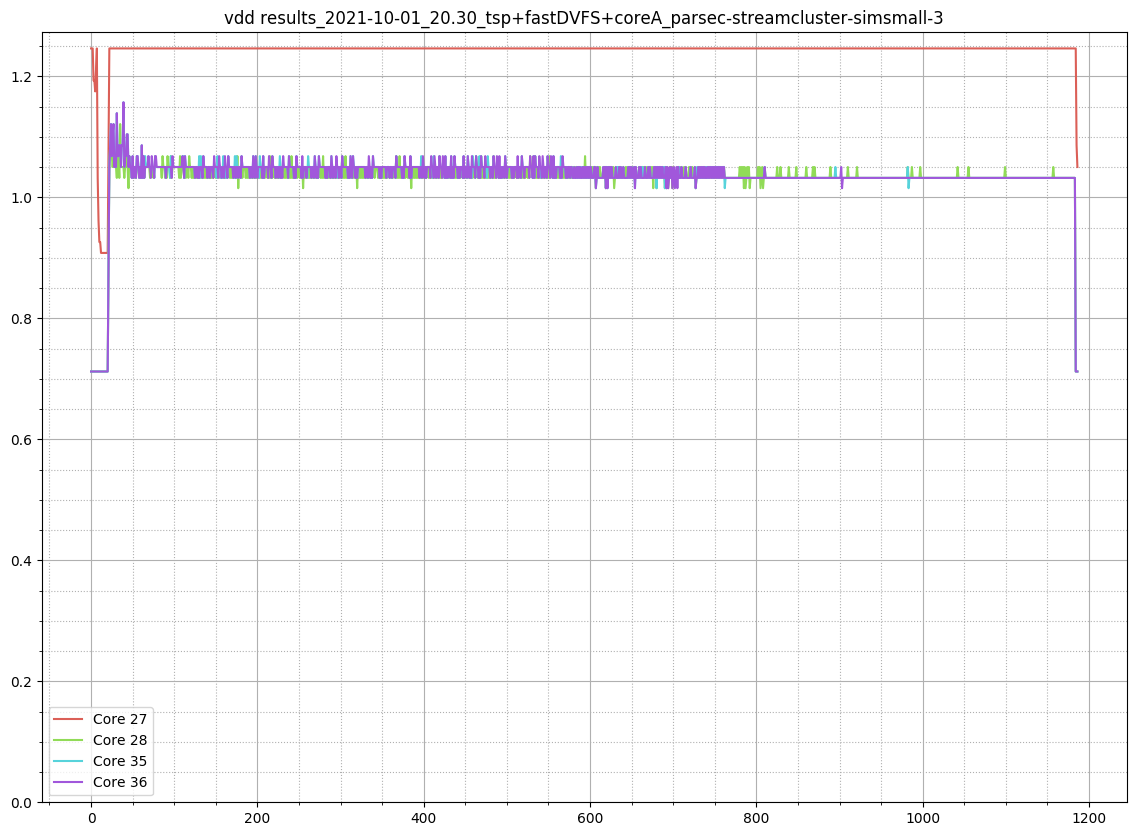 vdd results_2021-10-01_20.30_tsp+fastDVFS+coreA_parsec-streamcluster-simsmall-3
1.2
1.0
0.8
0.6
0.4
0.2
0.0
Core 27
Core 28
Core 35
Core 36
0 200 400 600 800 1000 1200